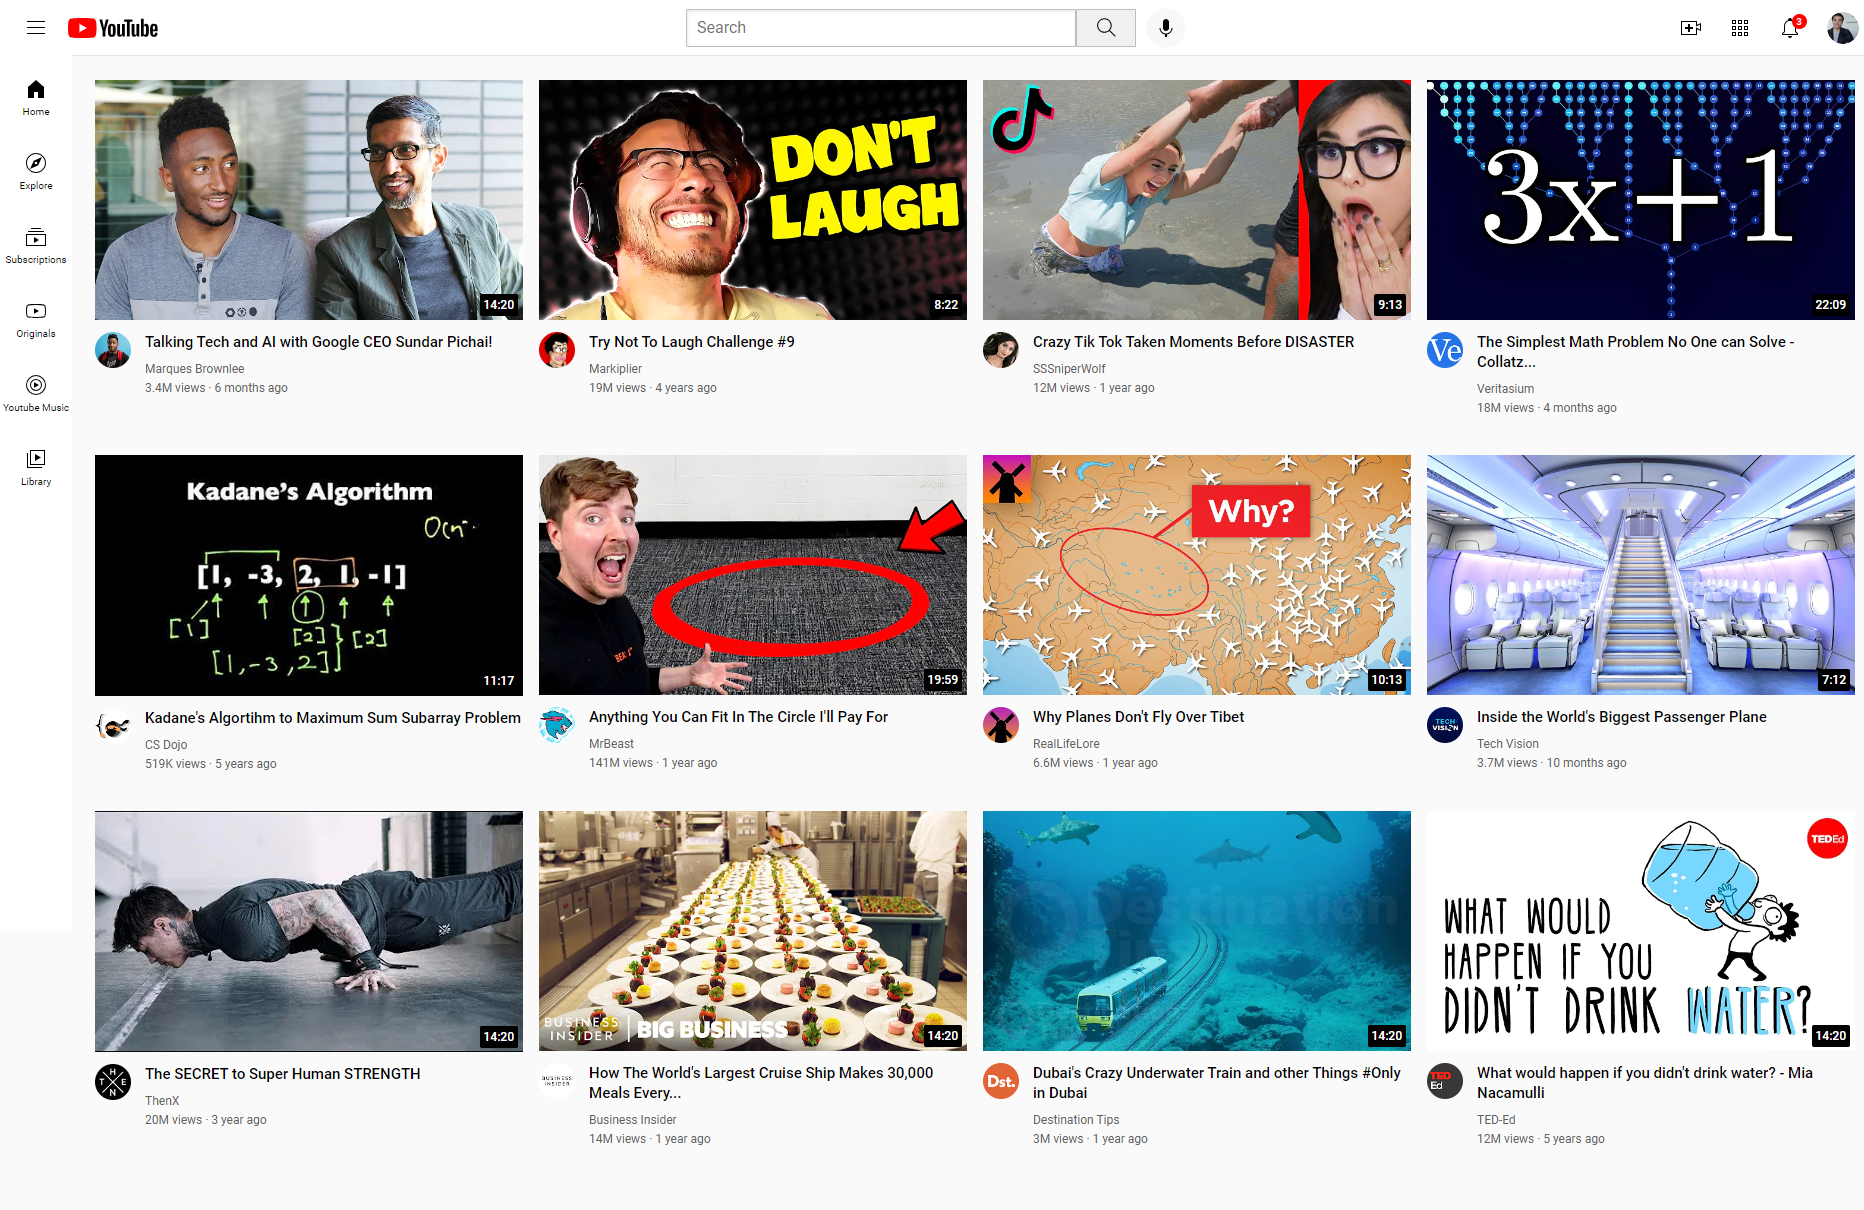 YouTube
Search
3
Home
Explore
Subscriptions
Originals
Youtube Music
Library
14:20
DON'T
LAUGH
8:22
9:13
3x+1
22:09
Talking Tech and AI with Google CEO Sundar Pichai!
Marques Brownlee
3.4M views · 6 months ago
Try Not To Laugh Challenge #9
Markiplier
19M views · 4 years ago
Crazy Tik Tok Taken Moments Before DISASTER
SSSniperWolf
12M views · 1 year ago
Ve
The Simplest Math Problem No One can Solve -
Collatz...
Veritasium
18M views · 4 months ago
Kadane's Algorithm
[1, -3, 2, 1, -1]
[1]
[2]
[2]
[1,-3,2]
11:17
19:59
Why?
10:13
7:12
Kadane's Algortihm to Maximum Sum Subarray Problem
CS Dojo
519K views · 5 years ago
Anything You Can Fit In The Circle I'll Pay For
MrBeast
141M views · 1 year ago
Why Planes Don't Fly Over Tibet
RealLifeLore
6.6M views · 1 year ago
TECH
VISION
Inside the World's Biggest Passenger Plane
Tech Vision
3.7M views · 10 months ago
14:20
BUSINESS
INSIDER
BIG BUSINESS
14:20
Destination
14:20
TEDEd
WHAT WOULD
HAPPEN IF YOU
DIDN'T DRINK WATER?
14:20
THEN
The SECRET to Super Human STRENGTH
ThenX
20M views · 3 year ago
BUSINESS
INSIDER
How The World's Largest Cruise Ship Makes 30,000
Meals Every...
Business Insider
14M views · 1 year ago
Dst.
Dubai's Crazy Underwater Train and other Things #Only
in Dubai
Destination Tips
3M views · 1 year ago
TED
Ed
What would happen if you didn't drink water? - Mia
Nacamulli
TED-Ed
12M views · 5 years ago